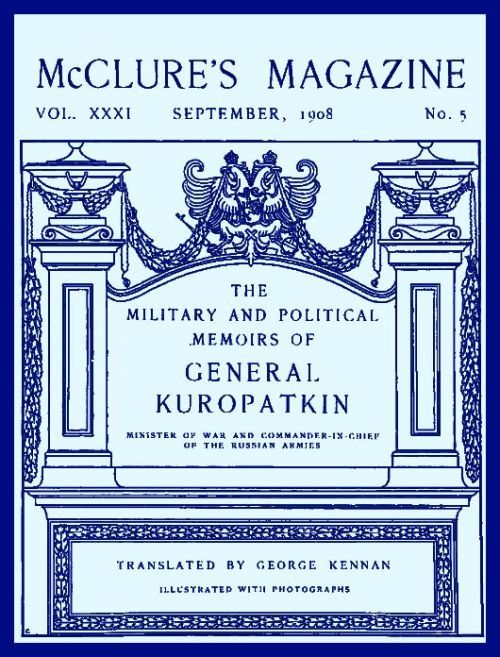 McCLURE'S MAGAZINE
VOL. XXXI SEPTEMBER, 1908 No. 5
THE
MILITARY AND POLITICAL
MEMOIRS OF
GENERAL
KUROPATKIN
MINISTER OF WAR AND COMMANDER-IN-CHIEF
OF THE RUSSIAN ARMIES
TRANSLATED BY GEORGE KENNAN
ILLUSTRATED WITH PHOTOGRAPHS